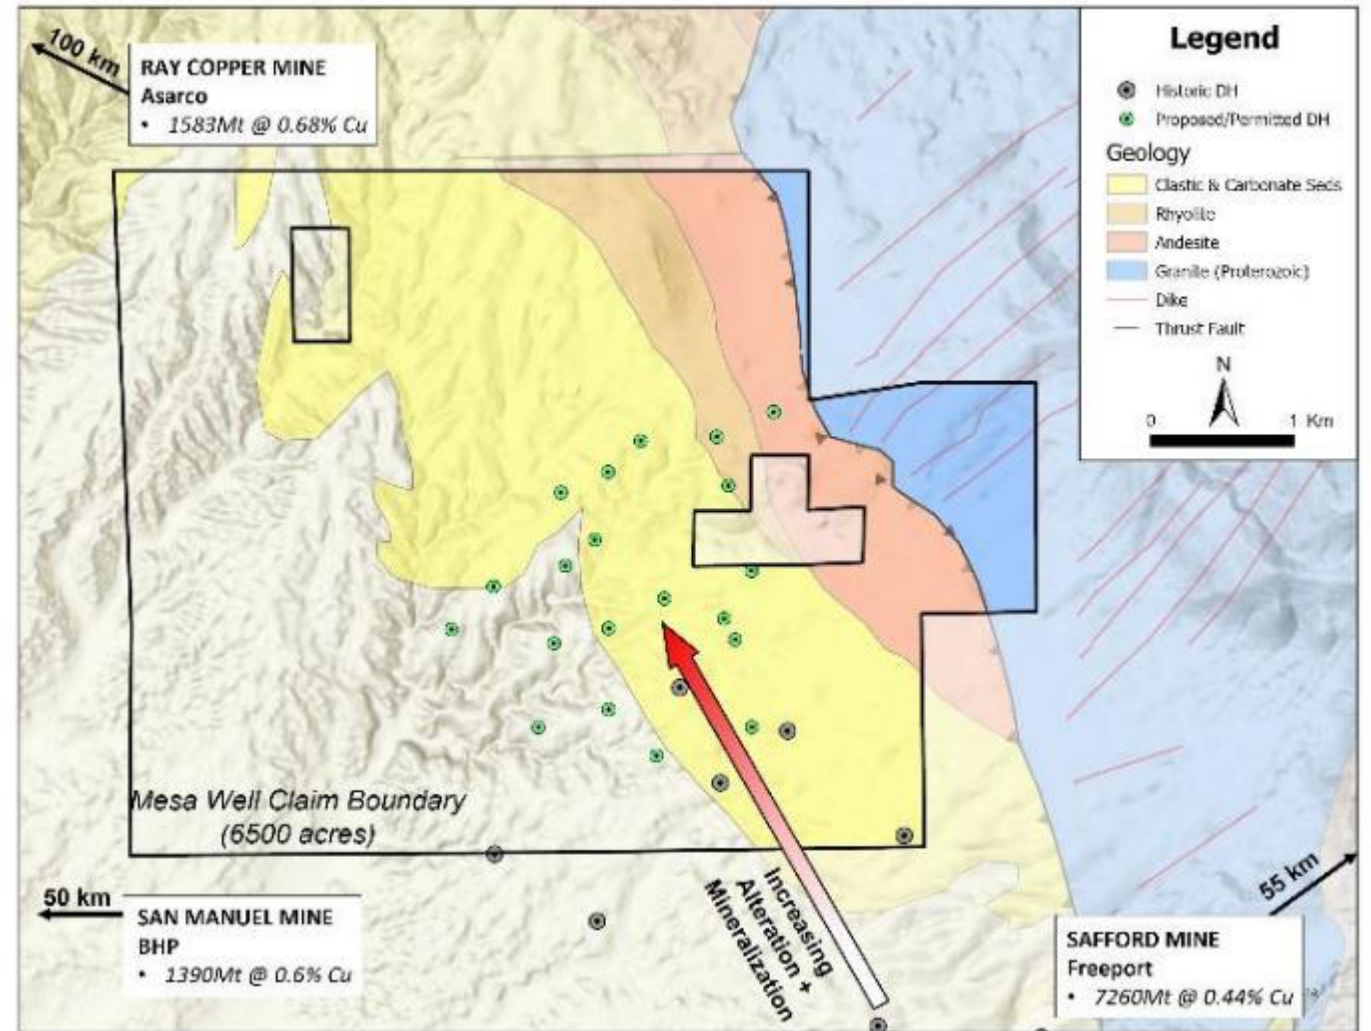 100 km
RAY COPPER MINE
Asarco
• 1583Mt @ 0.68% Cu
Legend
Historic DH
Proposed/Permitted DH
Geology
Clastic & Carbonate Seds
Rhyolite
Andesite
Granite (Proterozoic)
Dike
Thrust Fault
N
0 1 Km
Mesa Well Claim Boundary
(6500 acres)
50 km
SAN MANUEL MINE
BHP
• 1390Mt @ 0.6% Cu
Increasing
Alteration +
Mineralization
55 km
SAFFORD MINE
Freeport
• 7260Mt @ 0.44% Cu